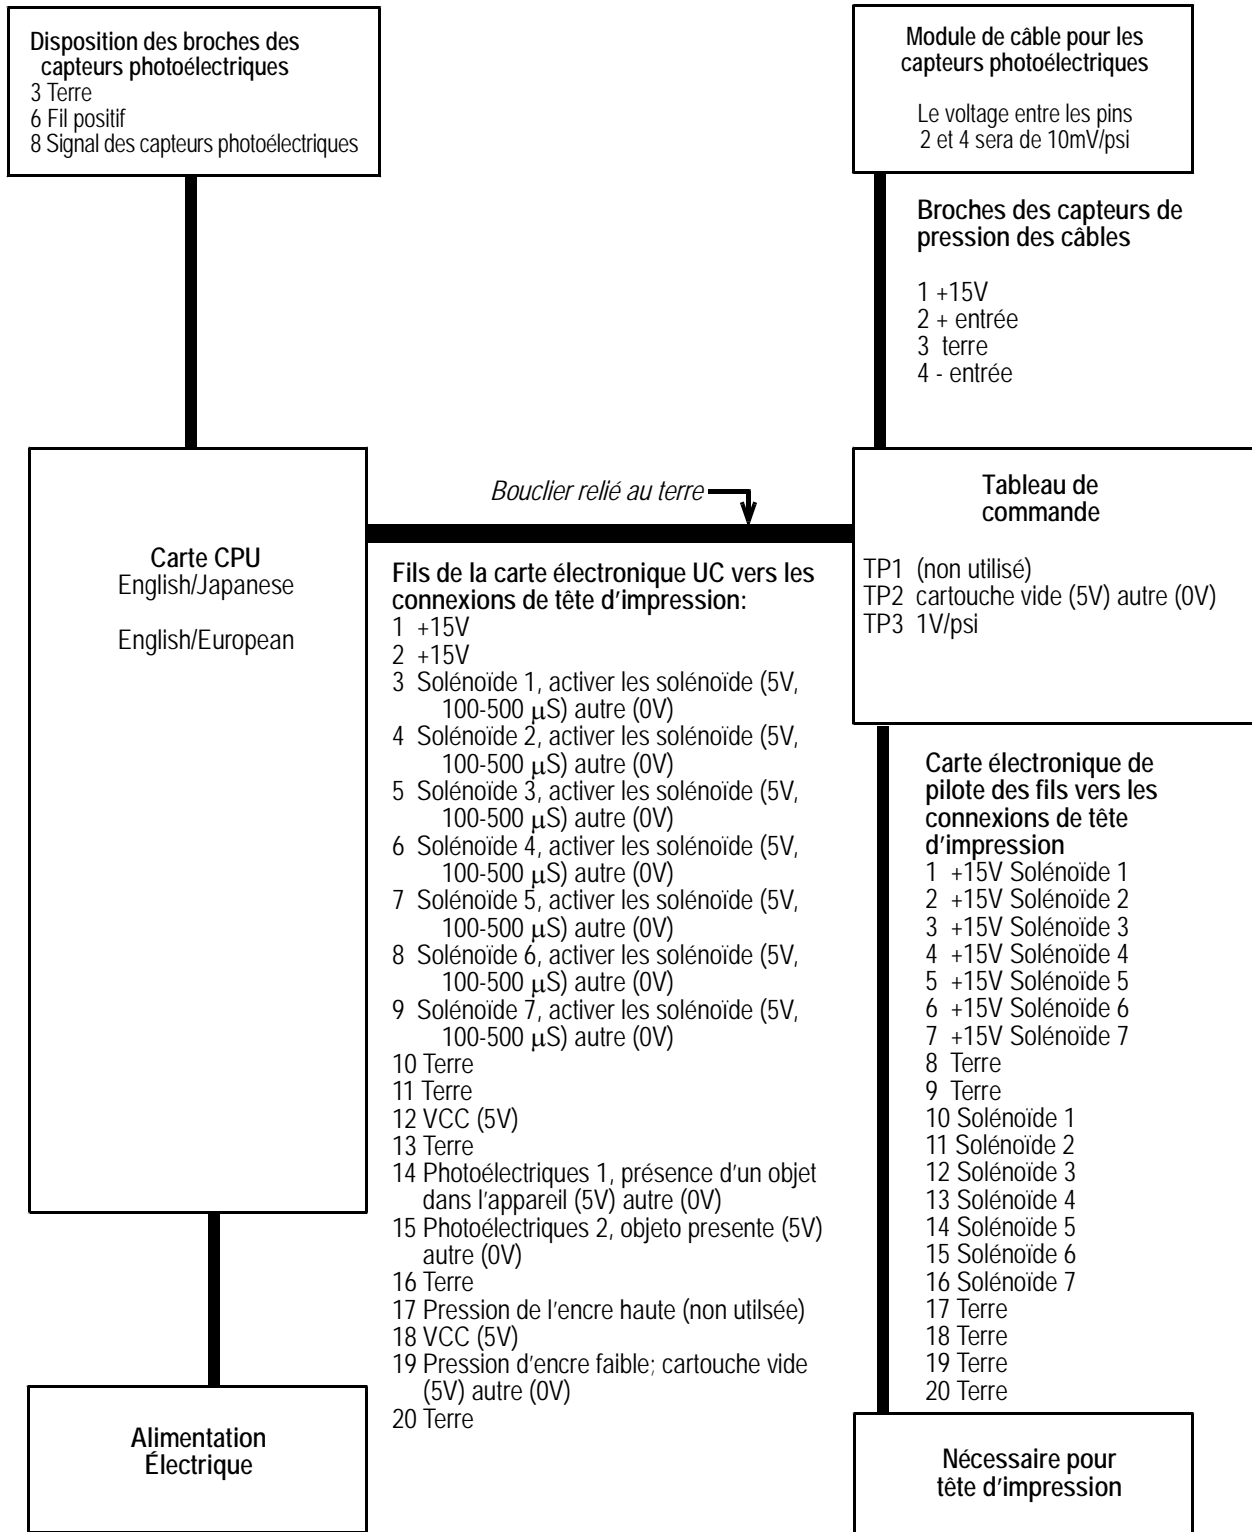 Disposition des broches des
capteurs photoélectriques
3 Terre
6 Fil positif
8 Signal des capteurs photoélectriques
Module de câble pour les
capteurs photoélectriques
Le voltage entre les pins
2 et 4 sera de 10mV/psi
Broches des capteurs de
pression des câbles
1 +15V
2 + entrée
3 terre
4 - entrée
Carte CPU
English/Japanese
English/European
Bouclier relié au terre
Tableau de
commande
TP1 (non utilisé)
TP2 cartouche vide (5V) autre (0V)
TP3 1V/psi
Fils de la carte électronique UC vers les
connexions de tête d'impression:
1 +15V
2 +15V
3 Solénoïde 1, activer les solénoïde (5V,
100-500 µS) autre (0V)
4 Solénoïde 2, activer les solénoïde (5V,
100-500 µS) autre (0V)
5 Solénoïde 3, activer les solénoïde (5V,
100-500 µS) autre (0V)
6 Solénoïde 4, activer les solénoïde (5V,
100-500 µS) autre (0V)
7 Solénoïde 5, activer les solénoïde (5V,
100-500 µS) autre (0V)
8 Solénoïde 6, activer les solénoïde (5V,
100-500 µS) autre (0V)
9 Solénoïde 7, activer les solénoïde (5V,
100-500 µS) autre (0V)
10 Terre
11 Terre
12 VCC (5V)
13 Terre
14 Photoélectriques 1, présence d'un objet
dans l'appareil (5V) autre (0V)
15 Photoélectriques 2, objeto presente (5V)
autre (0V)
16 Terre
17 Pression de l'encre haute (non utilsée)
18 VCC (5V)
19 Pression d'encre faible; cartouche vide
(5V) autre (0V)
20 Terre
Carte électronique de
pilote des fils vers les
connexions de tête
d'impression
1 +15V Solénoïde 1
2 +15V Solénoïde 2
3 +15V Solénoïde 3
4 +15V Solénoïde 4
5 +15V Solénoïde 5
6 +15V Solénoïde 6
7 +15V Solénoïde 7
8 Terre
9 Terre
10 Solénoïde 1
11 Solénoïde 2
12 Solénoïde 3
13 Solénoïde 4
14 Solénoïde 5
15 Solénoïde 6
16 Solénoïde 7
17 Terre
18 Terre
19 Terre
20 Terre
Alimentation
Électrique
Nécessaire pour
tête d'impression